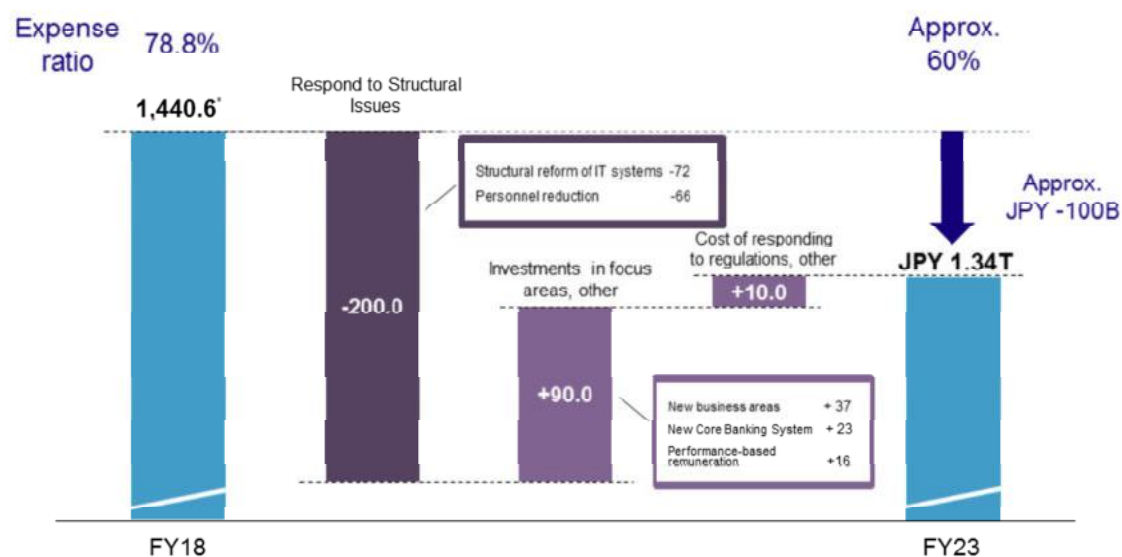 Expense
ratio
78.8%
Approx.
60%
1,440.6*
Respond to Structural
Issues
Structural reform of IT systems -72
Personnel reduction -66
Approx.
JPY -100B
Cost of responding
to regulations, other
JPY 1.34T
Investments in focus
areas, other
+10.0
-200.0
+90.0
New business areas + 37
New Core Banking System + 23
Performance-based
remuneration +16
FY18
FY23